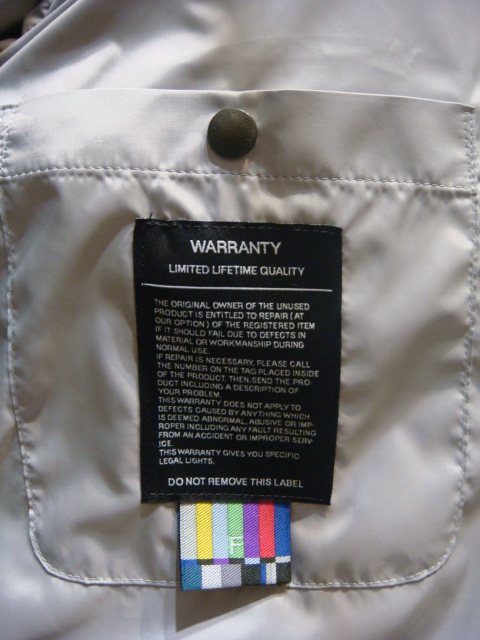 WARRANTY
LIMITED LIFETIME QUALITY
THE ORIGINAL OWNER OF THE UNUSED
PRODUCT IS ENTITLED TO REPAIR (AT
OUR OPTION) OF THE REGISTERED ITEM
IF IT SHOULD FAIL DUE TO DEFECTS IN
MATERIAL OR WORKMANSHIP DURING
NORMAL USE.
IF REPAIR IS NECESSARY, PLEASE CALL
THE NUMBER ON THE TAG PLACED INSIDE
OF THE PRODUCT. THEN, SEND THE PRO-
DUCT INCLUDING A DESCRIPTION OF
YOUR PROBLEM.
THIS WARRANTY DOES NOT APPLY TO
DEFECTS CAUSED BY ANYTHING WHICH
IS DEEMED ABNORMAL, ABUSIVE OR IMP-
ROPER INCLUDING ANY FAULT RESULTING
FROM AN ACCIDENT OR IMPROPER SERV-
ICE.
THIS WARRANTY GIVES YOU SPECIFIC
LEGAL LIGHTS.
DO NOT REMOVE THIS LABEL